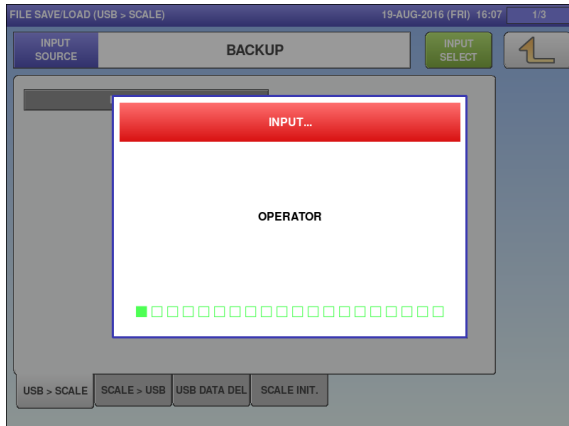 FILE SAVE/LOAD (USB > SCALE) 19-AUG-2016 (FRI) 16:07 1/3
INPUT SOURCE
BACKUP
INPUT SELECT
INPUT...
OPERATOR
USB > SCALE
SCALE > USB
USB DATA DEL
SCALE INIT.